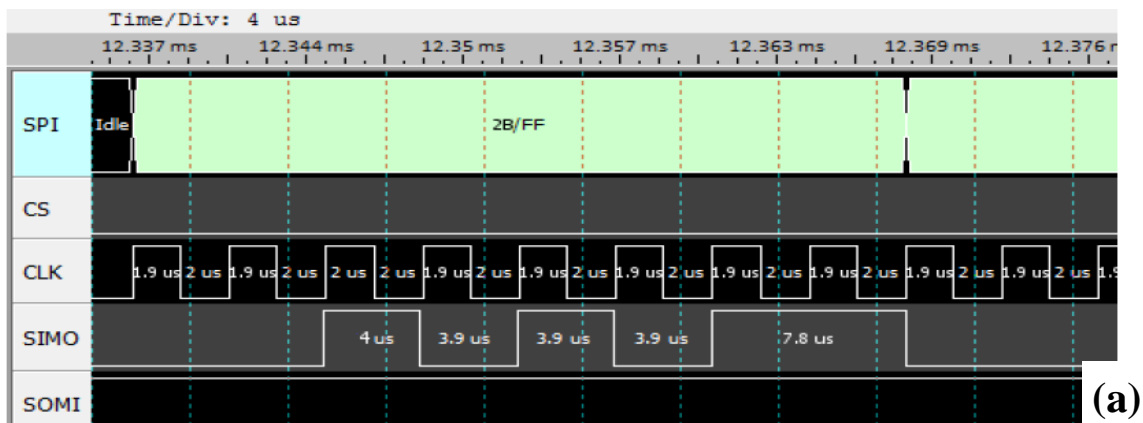 Time/Div: 4 us
12.337 ms 12.344 ms 12.35 ms 12.357 ms 12.363 ms 12.369 ms 12.376
SPI Idle 2B/FF
CS
CLK 1.9 us 2 us 1.9 us 2 us 2 us 2 us 1.9 us 2 us 1.9 us 2 us 1.9 us 2 us 1.9 us 2 us 1.9 us 2 us 1.9 us 2 us 1.9 us 2 us 1.9
SIMO 4 us 3.9 us 3.9 us 3.9 us 7.8 us
SOMI
(a)